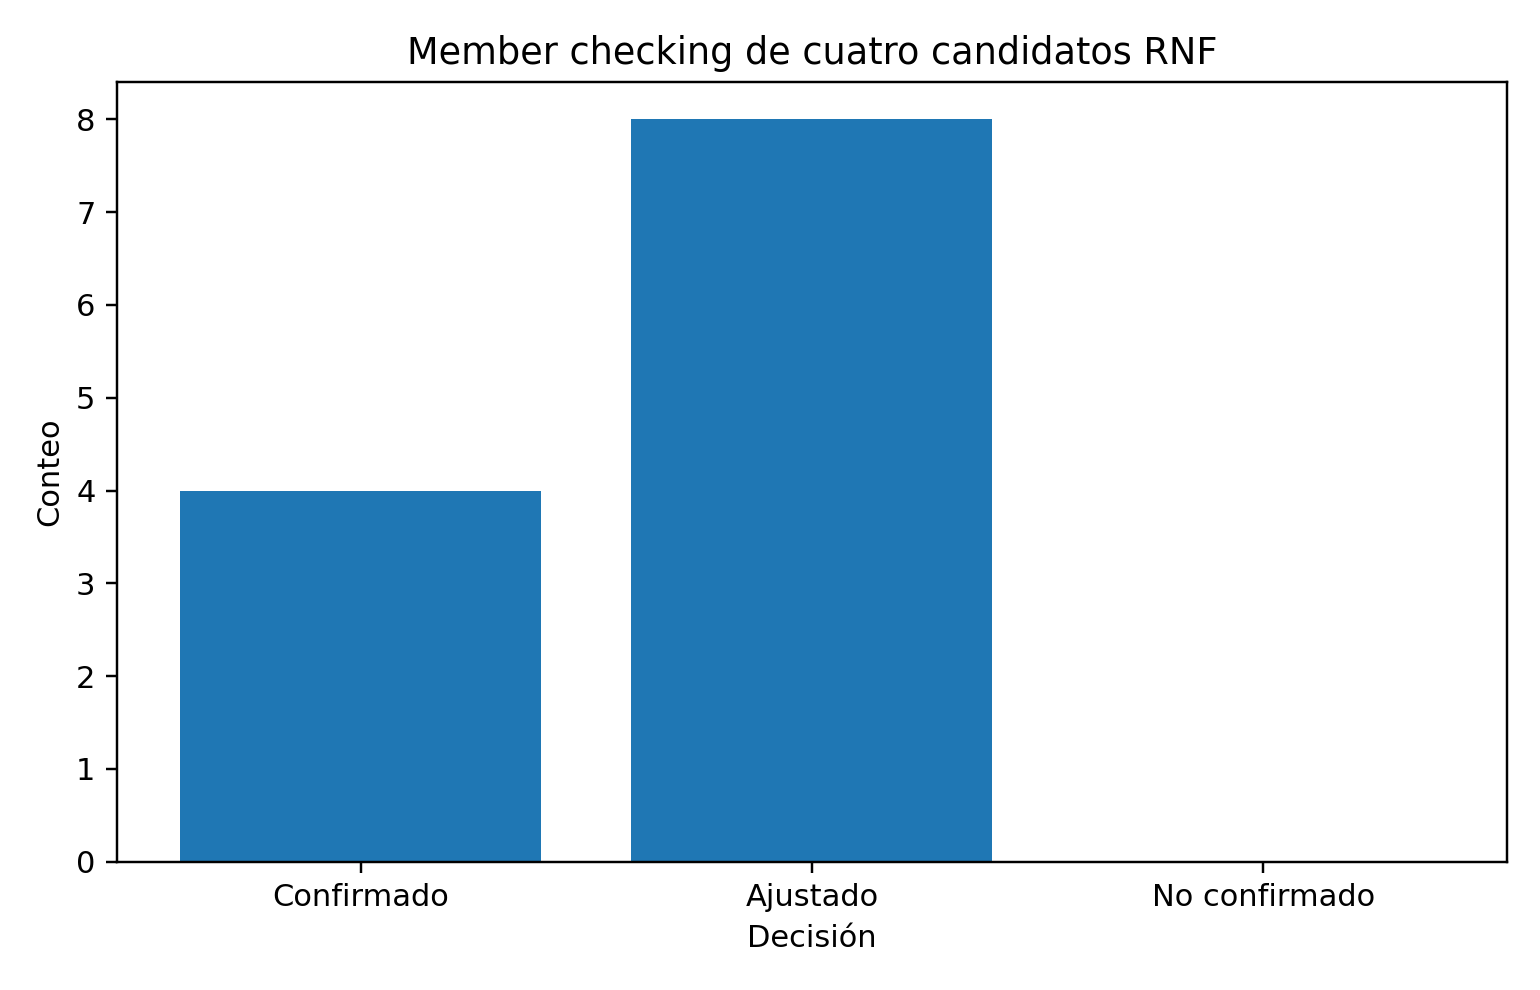 Member checking de cuatro candidatos RNF
8
7
6
5
4
3
2
1
0
Conteo
Confirmado Ajustado No confirmado
Decisión